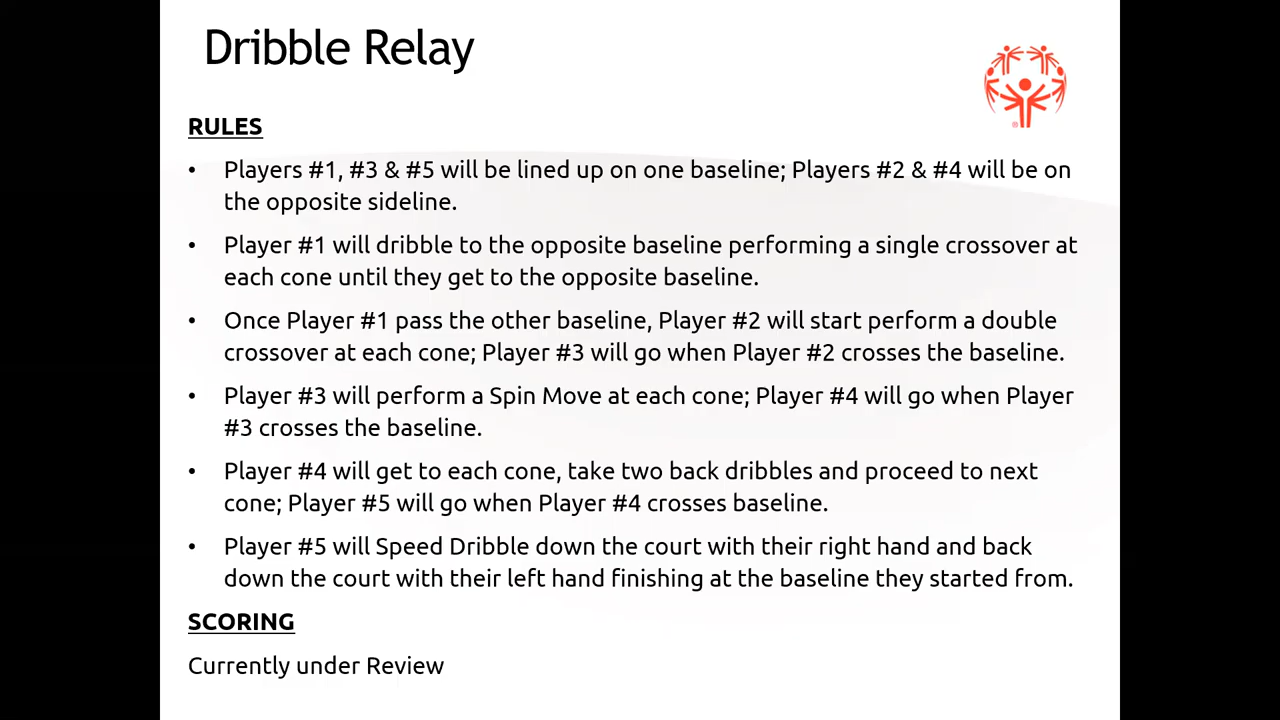 Dribble Relay
RULES
• Players #1, #3 & #5 will be lined up on one baseline; Players #2 & #4 will be on
the opposite sideline.
• Player #1 will dribble to the opposite baseline performing a single crossover at
each cone until they get to the opposite baseline.
• Once Player #1 pass the other baseline, Player #2 will start perform a double
crossover at each cone; Player #3 will go when Player #2 crosses the baseline.
• Player #3 will perform a Spin Move at each cone; Player #4 will go when Player
#3 crosses the baseline.
• Player #4 will get to each cone, take two back dribbles and proceed to next
cone; Player #5 will go when Player #4 crosses baseline.
• Player #5 will Speed Dribble down the court with their right hand and back
down the court with their left hand finishing at the baseline they started from.
SCORING
Currently under Review